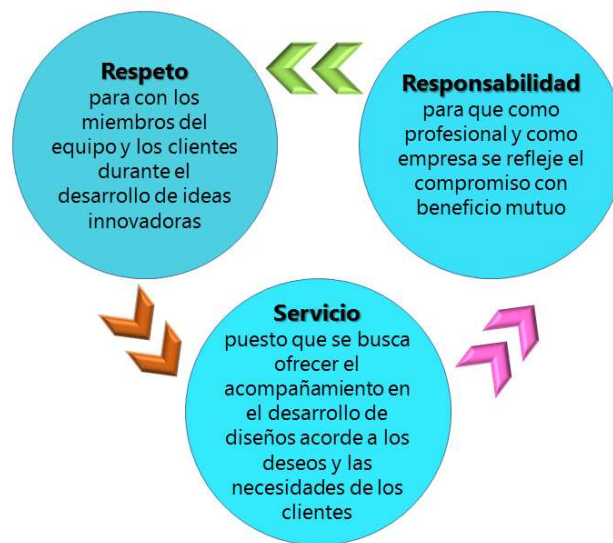 Respeto
para con los
miembros del
equipo y los clientes
durante el
desarrollo de ideas
innovadoras
Responsabilidad
para que como
profesional y como
empresa se refleje el
compromiso con
beneficio mutuo
Servicio
puesto que se busca
ofrecer el
acompañamiento en
el desarrollo de
diseños acorde a los
deseos y las
necesidades de los
clientes